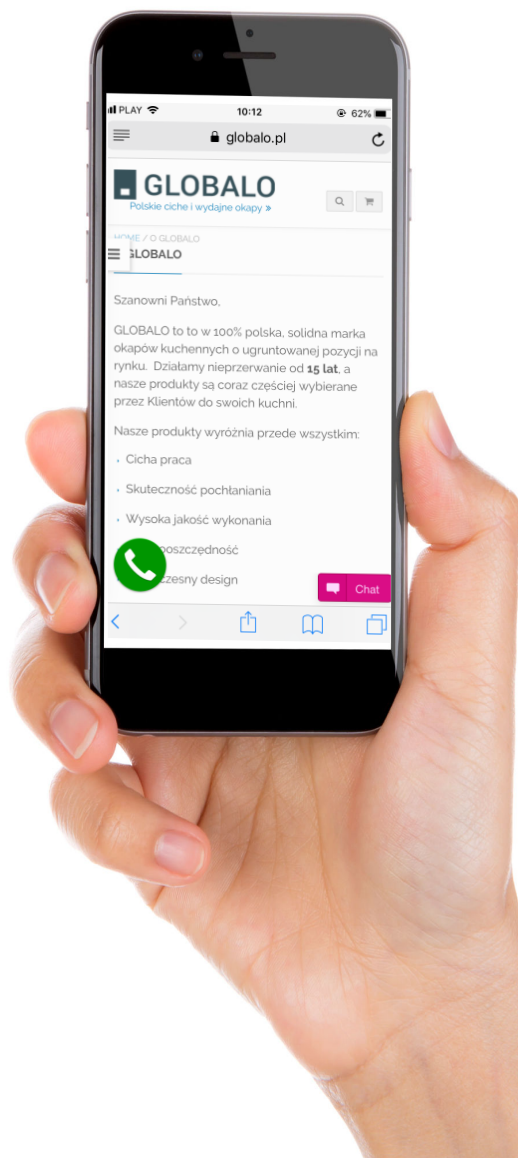 PLAY 10:12 62%
globalo.pl
GLOBALO
Polskie ciche i wydajne okapy »
HOME / O GLOBALO
GLOBALO
Szanowni Państwo,
GLOBALO to to w 100% polska, solidna marka
okapów kuchennych o ugruntowanej pozycji na
rynku. Działamy nieprzerwanie od 15 lat, a
nasze produkty są coraz częściej wybierane
przez Klientów do swoich kuchni.
Nasze produkty wyróżnia przede wszystkim:
· Cicha praca
· Skuteczność pochłaniania
· Wysoka jakość wykonania
oszczędność
czesny design
Chat